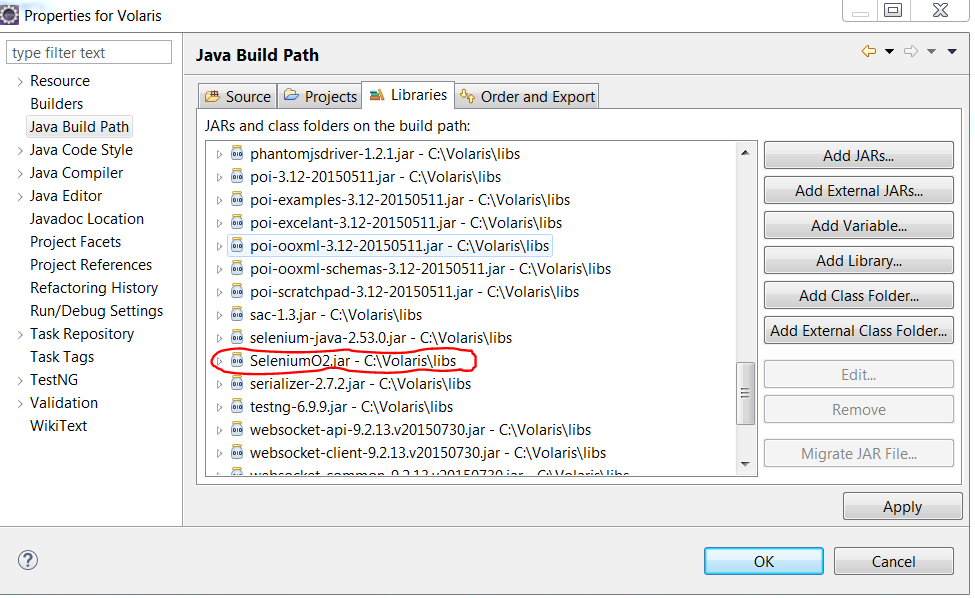 Properties for Volaris
type filter text
Resource
Builders
Java Build Path
Java Code Style
Java Compiler
Java Editor
Javadoc Location
Project Facets
Project References
Refactoring History
Run/Debug Settings
Task Repository
Task Tags
TestNG
Validation
WikiText
Java Build Path
Source
Projects
Libraries
Order and Export
JARs and class folders on the build path:
phantomjsdriver-1.2.1.jar - C:\Volaris\libs
poi-3.12-20150511.jar - C:\Volaris\libs
poi-examples-3.12-20150511.jar - C:\Volaris\libs
poi-excelant-3.12-20150511.jar - C:\Volaris\libs
poi-ooxml-3.12-20150511.jar - C:\Volaris\libs
poi-ooxml-schemas-3.12-20150511.jar - C:\Volaris\libs
poi-scratchpad-3.12-20150511.jar - C:\Volaris\libs
sac-1.3.jar - C:\Volaris\libs
selenium-java-2.53.0.jar - C:\Volaris\libs
SeleniumO2.jar - C:\Volaris\libs
serializer-2.7.2.jar - C:\Volaris\libs
testng-6.9.9.jar - C:\Volaris\libs
websocket-api-9.2.13.v20150730.jar - C:\Volaris\libs
websocket-client-9.2.13.v20150730.jar - C:\Volaris\libs
websocket-common-9.2.13.v20150730.jar - C:\Volaris\libs
Add JARs...
Add External JARs...
Add Variable...
Add Library...
Add Class Folder...
Add External Class Folder...
Edit...
Remove
Migrate JAR File...
Apply
?
OK
Cancel